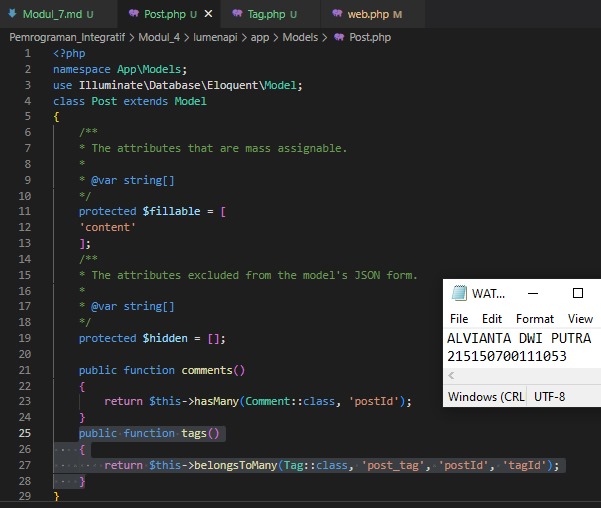 Modul_7.md U
Post.php U
Tag.php U
web.php M
Pemrograman_Integratif > Modul_4 > lumenapi > app > Models > Post.php
1 <?php
2 namespace App\Models;
3 use Illuminate\Database\Eloquent\Model;
4 class Post extends Model
5 {
6 /**
7 * The attributes that are mass assignable.
8 *
9 * @var string[]
10 */
11 protected $fillable = [
12 'content'
13 ];
14 /**
15 * The attributes excluded from the model's JSON form.
16 *
17 * @var string[]
18 */
19 protected $hidden = [];
20
21 public function comments()
22 {
23 return $this->hasMany(Comment::class, 'postId');
24 }
25 public function tags()
26 {
27 return $this->belongsToMany(Tag::class, 'post_tag', 'postId', 'tagId');
28 }
29 }
WAT...
File Edit Format View
ALVIANTA DWI PUTRA
215150700111053
Windows (CRL UTF-8